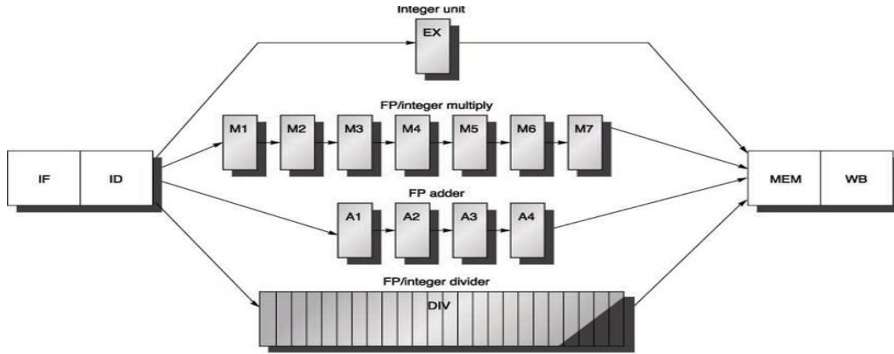 Integer unit
EX
FP/integer multiply
M1 M2 M3 M4 M5 M6 M7
IF ID MEM WB
FP adder
A1 A2 A3 A4
FP/integer divider
DIV